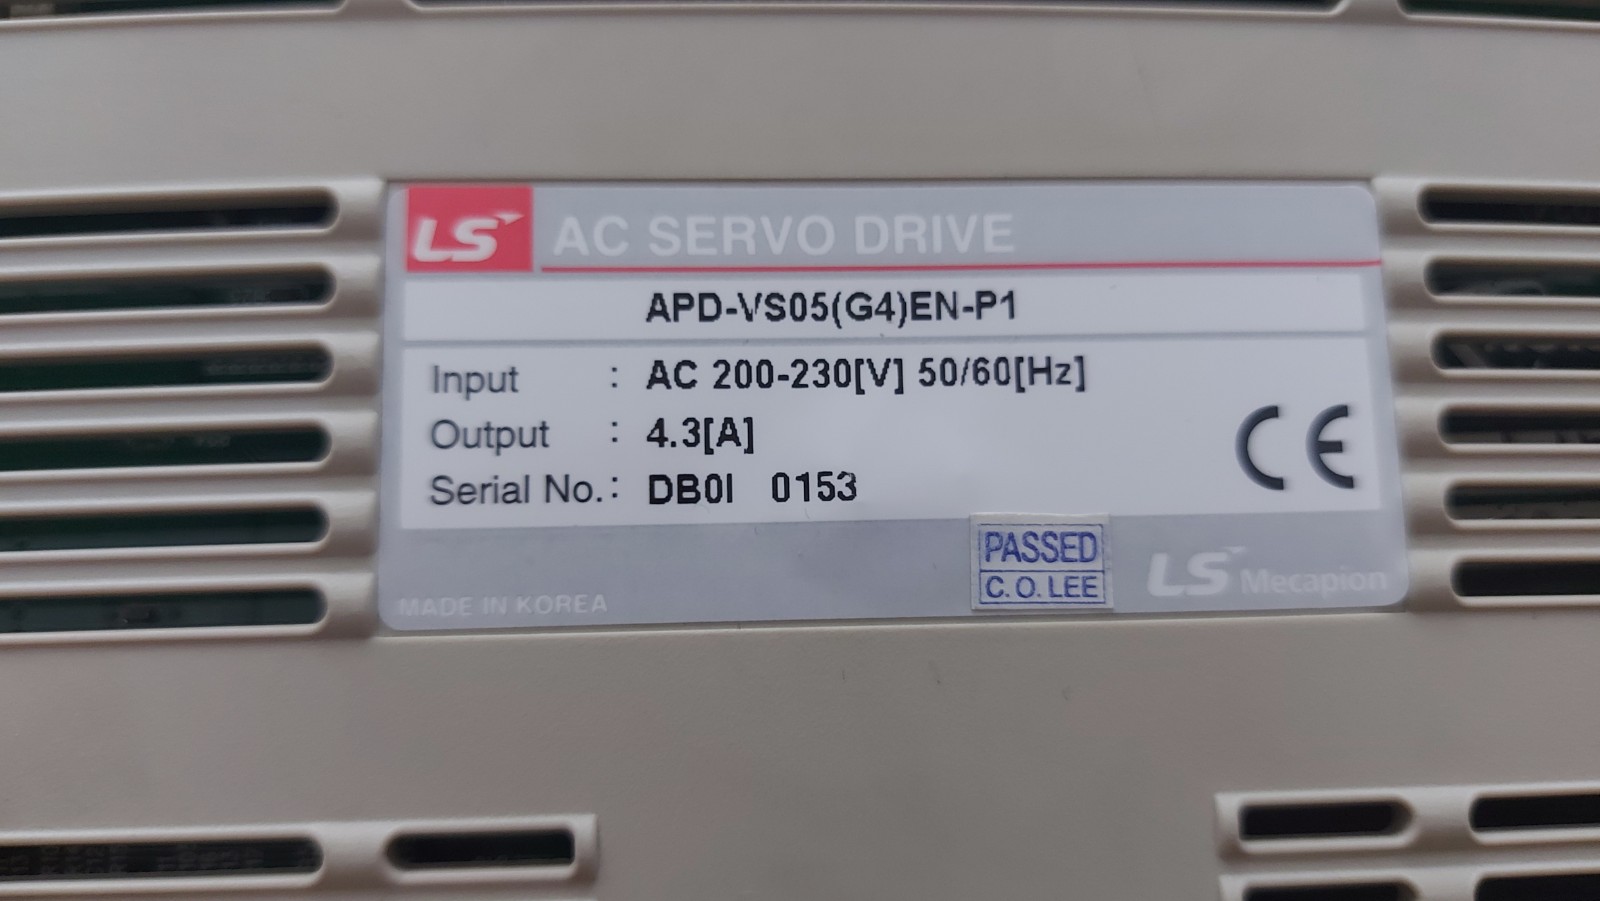 LS AC SERVO DRIVE
APD-VS05(G4)EN-P1
Input : AC 200-230[V] 50/60[Hz]
Output : 4.3[A]
Serial No. : DB0I 0153
CE
PASSED
C. O. LEE
LS Mecapion
MADE IN KOREA